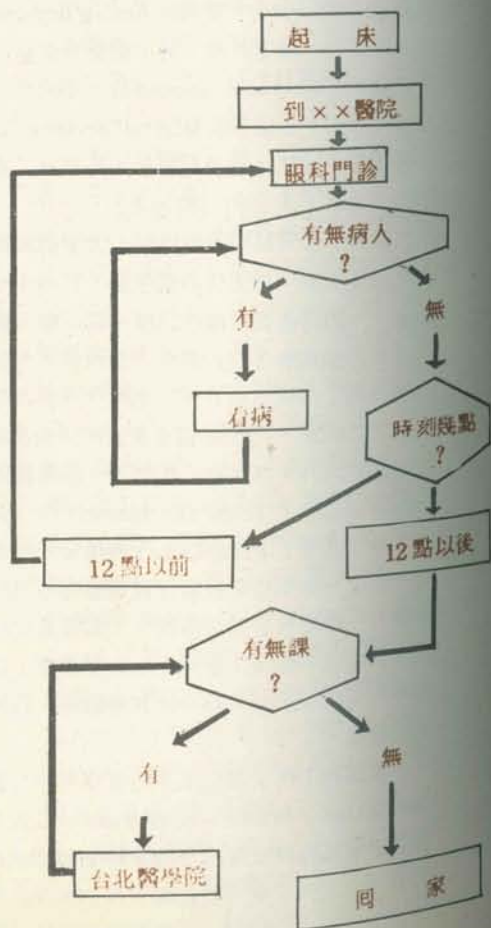 起 床
到××醫院
眼科門診
有無病人
?
有
無
看病
時刻幾點
?
12點以前
12點以後
有無課
?
有
無
台北醫學院
回 家